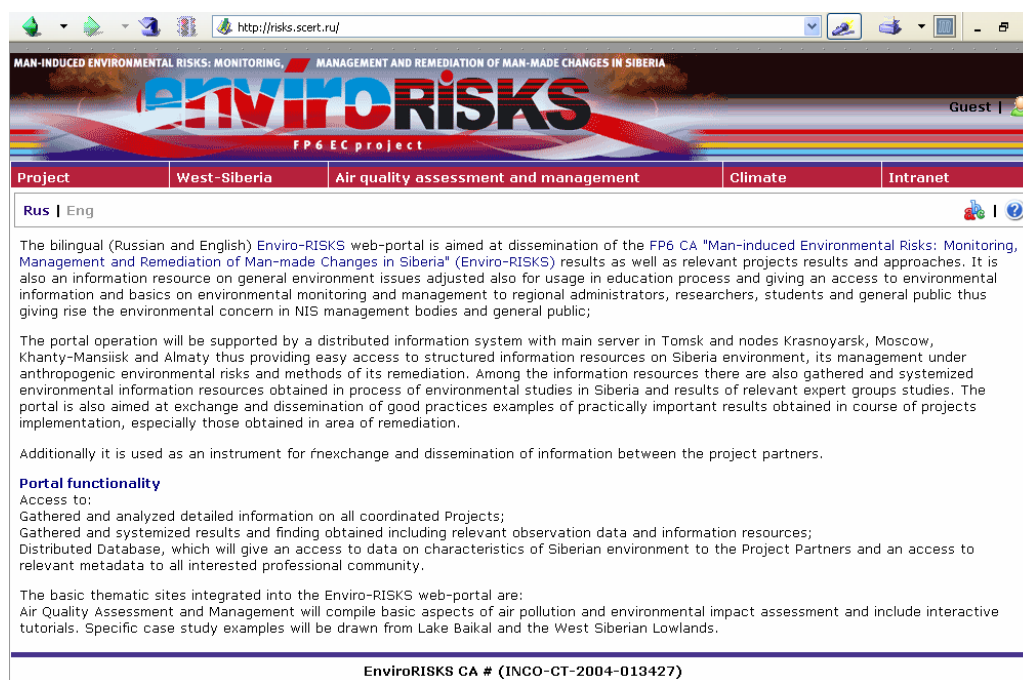 http://risks.scert.ru/
MAN-INDUCED ENVIRONMENTAL RISKS: MONITORING, MANAGEMENT AND REMEDIATION OF MAN-MADE CHANGES IN SIBERIA
enviroRISKS
Guest |
FP6 EC project
Project West-Siberia Air quality assessment and management Climate Intranet
Rus | Eng
abc | ?
The bilingual (Russian and English) Enviro-RISKS web-portal is aimed at dissemination of the FP6 CA "Man-induced Environmental Risks: Monitoring,
Management and Remediation of Man-made Changes in Siberia" (Enviro-RISKS) results as well as relevant projects results and approaches. It is
also an information resource on general environment issues adjusted also for usage in education process and giving an access to environmental
information and basics on environmental monitoring and management to regional administrators, researchers, students and general public thus
giving rise the environmental concern in NIS management bodies and general public;
The portal operation will be supported by a distributed information system with main server in Tomsk and nodes Krasnoyarsk, Moscow,
Khanty-Mansiisk and Almaty thus providing easy access to structured information resources on Siberia environment, its management under
anthropogenic environmental risks and methods of its remediation. Among the information resources there are also gathered and systemized
environmental information resources obtained in process of environmental studies in Siberia and results of relevant expert groups studies. The
portal is also aimed at exchange and dissemination of good practices examples of practically important results obtained in course of projects
implementation, especially those obtained in area of remediation.
Additionally it is used as an instrument for fnexchange and dissemination of information between the project partners.
Portal functionality
Access to:
Gathered and analyzed detailed information on all coordinated Projects;
Gathered and systemized results and finding obtained including relevant observation data and information resources;
Distributed Database, which will give an access to data on characteristics of Siberian environment to the Project Partners and an access to
relevant metadata to all interested professional community.
The basic thematic sites integrated into the Enviro-RISKS web-portal are:
Air Quality Assessment and Management will compile basic aspects of air pollution and environmental impact assessment and include interactive
tutorials. Specific case study examples will be drawn from Lake Baikal and the West Siberian Lowlands.
EnviroRISKS CA # (INCO-CT-2004-013427)